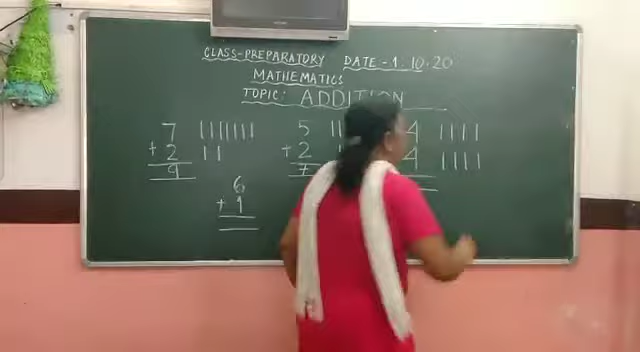 CLASS-PREPARATORY DATE-1.10.20
MATHEMATICS
TOPIC: ADDITION
7 5 4
+2 +2 4
9 7
6
+1